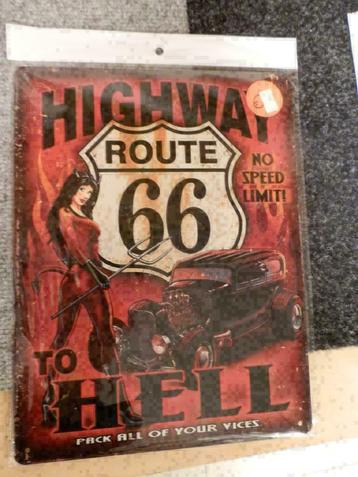 HIGHWAY
ROUTE
66
NO
SPEED
LIMIT!
TO
HELL
PACK ALL OF YOUR VICES